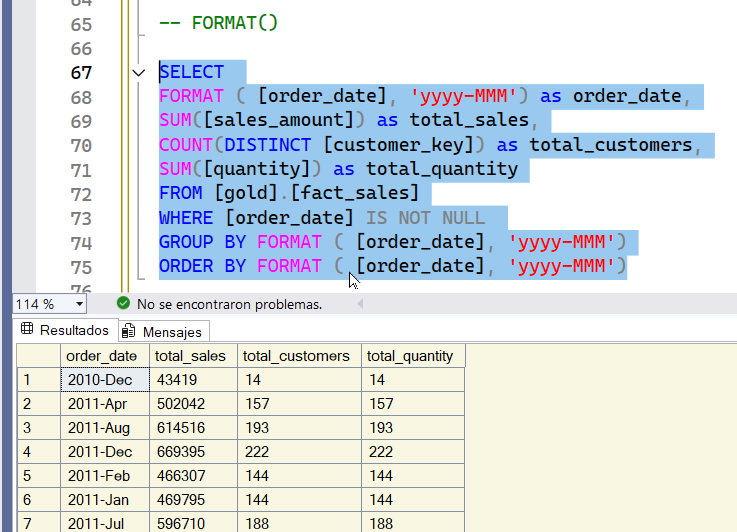 64
65 -- FORMAT()
66
67 SELECT
68 FORMAT ( [order_date], 'yyyy-MMM') as order_date,
69 SUM([sales_amount]) as total_sales,
70 COUNT(DISTINCT [customer_key]) as total_customers,
71 SUM([quantity]) as total_quantity
72 FROM [gold].[fact_sales]
73 WHERE [order_date] IS NOT NULL
74 GROUP BY FORMAT ( [order_date], 'yyyy-MMM')
75 ORDER BY FORMAT ( [order_date], 'yyyy-MMM')
76
114 % No se encontraron problemas.
Resultados Mensajes
order_date total_sales total_customers total_quantity
1 2010-Dec 43419 14 14
2 2011-Apr 502042 157 157
3 2011-Aug 614516 193 193
4 2011-Dec 669395 222 222
5 2011-Feb 466307 144 144
6 2011-Jan 469795 144 144
7 2011-Jul 596710 188 188